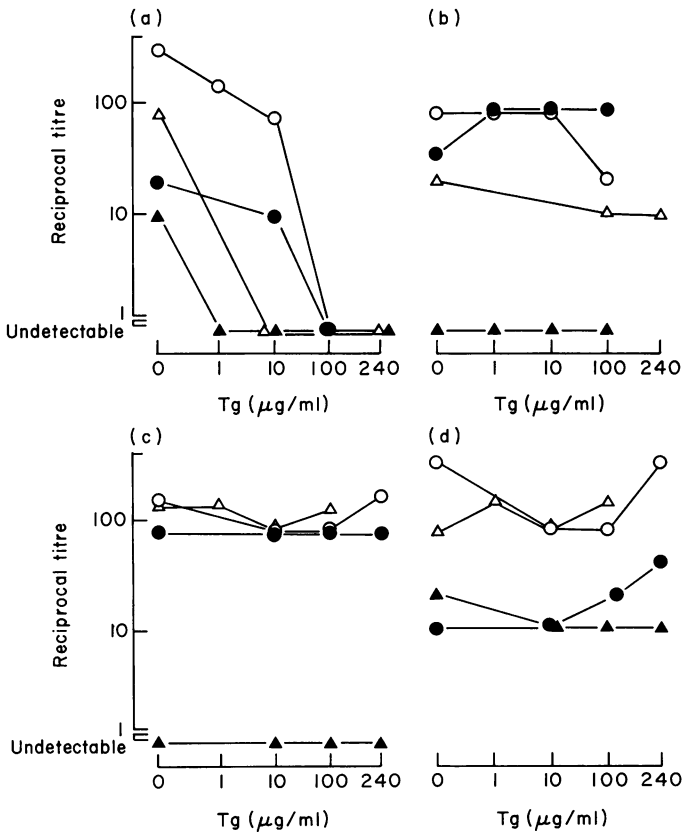 (a)
Reciprocal titre
100
10
1
Undetectable
0 1 10 100 240
Tg (μg/ml)
(b)
0 1 10 100 240
Tg (μg/ml)
(c)
Reciprocal titre
100
10
1
Undetectable
0 1 10 100 240
Tg (μg/ml)
(d)
0 1 10 100 240
Tg (μg/ml)